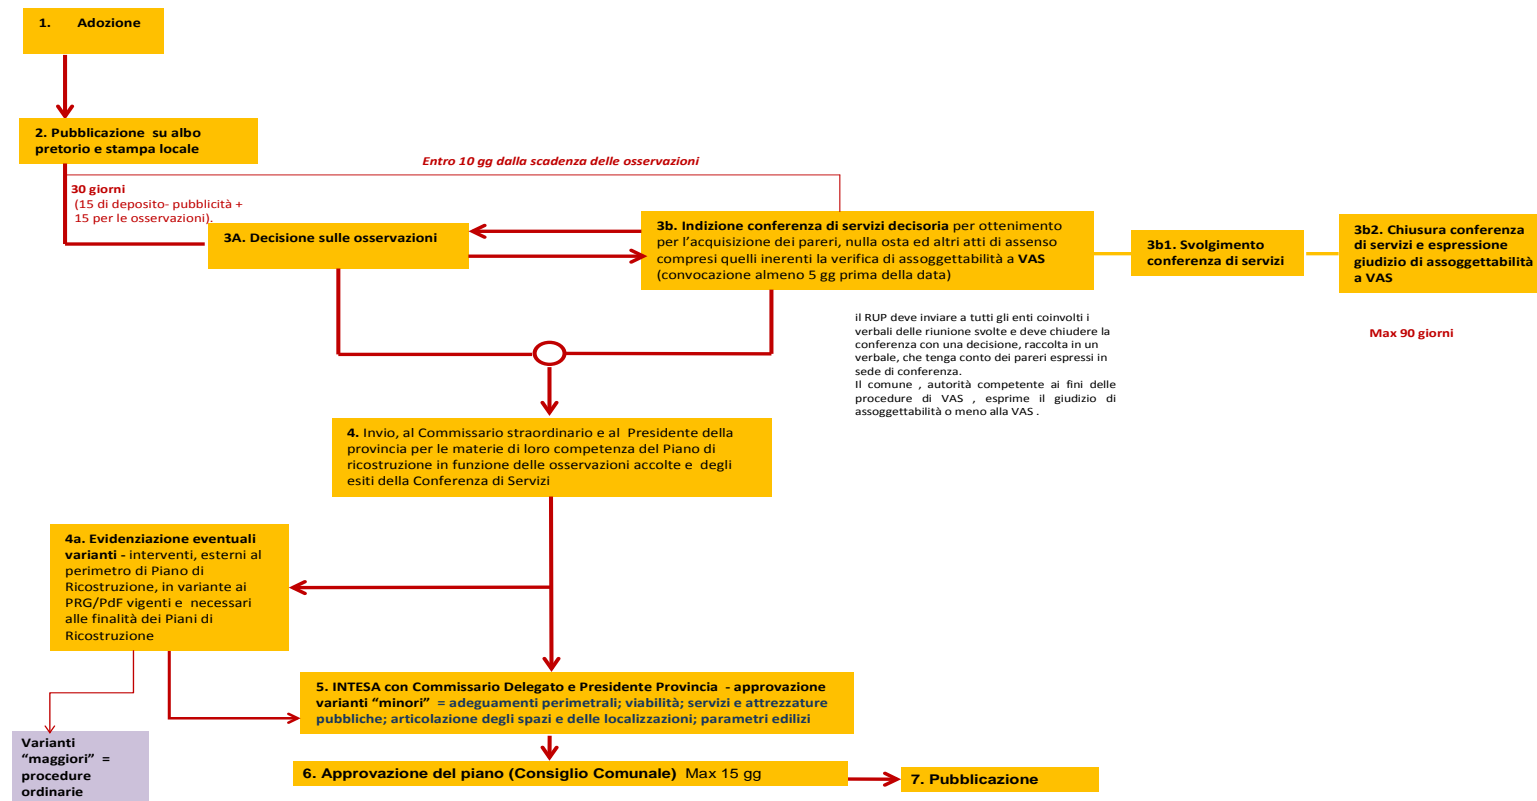 1. Adozione
2. Pubblicazione su albo
pretorio e stampa locale
Entro 10 gg dalla scadenza delle osservazioni
30 giorni
(15 di deposito- pubblicità +
15 per le osservazioni).
3A. Decisione sulle osservazioni
3b. Indizione conferenza di servizi decisoria per ottenimento
per l'acquisizione dei pareri, nulla osta ed altri atti di assenso
compresi quelli inerenti la verifica di assoggettabilità a VAS
(convocazione almeno 5 gg prima della data)
3b1. Svolgimento
conferenza di servizi
3b2. Chiusura conferenza
di servizi e espressione
giudizio di assoggettabilità
a VAS
il RUP deve inviare a tutti gli enti coinvolti i
verbali delle riunione svolte e deve chiudere la
conferenza con una decisione, raccolta in un
verbale, che tenga conto dei pareri espressi in
sede di conferenza.
Il comune , autorità competente ai fini delle
procedure di VAS , esprime il giudizio di
assoggettabilità o meno alla VAS .
Max 90 giorni
4. Invio, al Commissario straordinario e al Presidente della
provincia per le materie di loro competenza del Piano di
ricostruzione in funzione delle osservazioni accolte e degli
esiti della Conferenza di Servizi
4a. Evidenziazione eventuali
varianti - interventi, esterni al
perimetro di Piano di
Ricostruzione, in variante ai
PRG/PdF vigenti e necessari
alle finalità dei Piani di
Ricostruzione
5. INTESA con Commissario Delegato e Presidente Provincia - approvazione
varianti "minori" = adeguamenti perimetrali; viabilità; servizi e attrezzature
pubbliche; articolazione degli spazi e delle localizzazioni; parametri edilizi
Varianti
"maggiori" =
procedure
ordinarie
6. Approvazione del piano (Consiglio Comunale) Max 15 gg
7. Pubblicazione